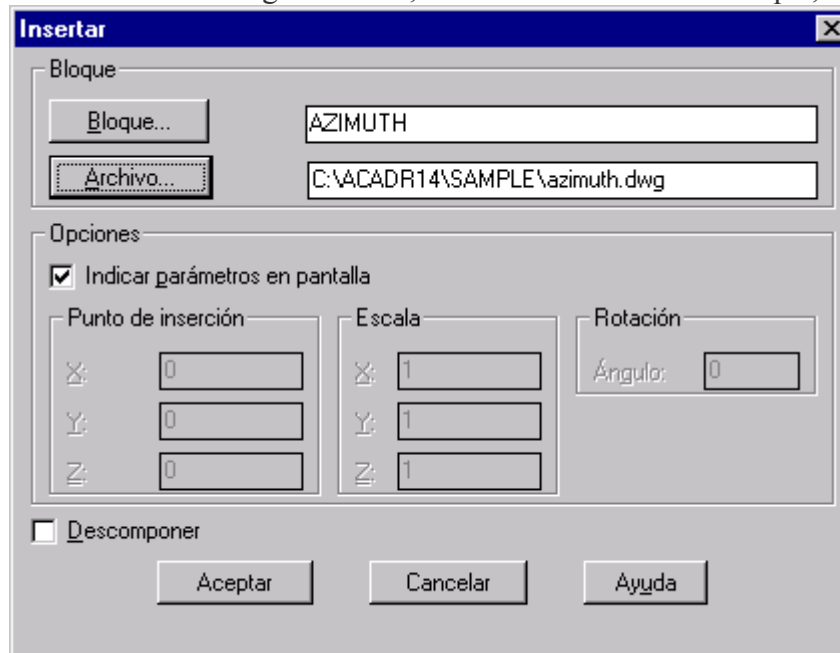 Insertar
Bloque
Bloque... AZIMUTH
Archivo... C:\ACADR14\SAMPLE\azimuth.dwg
Opciones
Indicar parámetros en pantalla
Punto de inserción Escala Rotación
X: 0 X: 1 Ángulo: 0
Y: 0 Y: 1
Z: 0 Z: 1
Descomponer
Aceptar Cancelar Ayuda